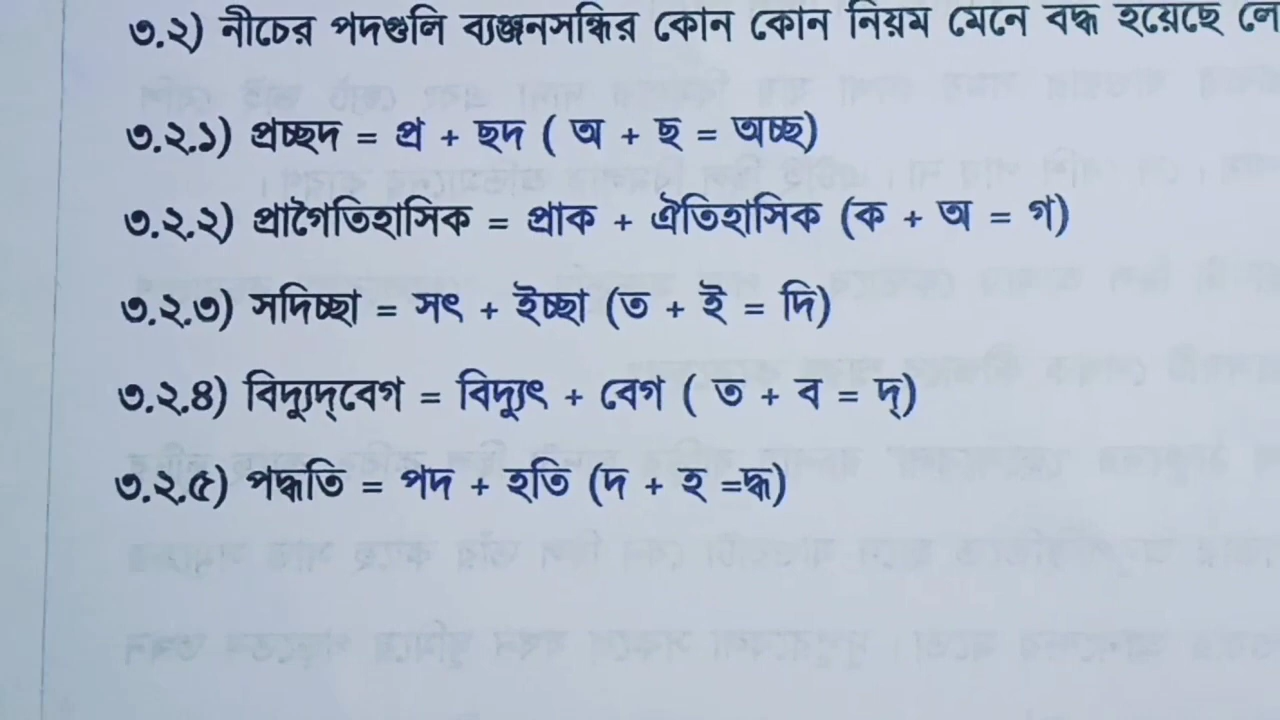 ৩.২) নীচের পদগুলি ব্যঞ্জনসন্ধির কোন কোন নিয়ম মেনে বদ্ধ হয়েছে
৩.২.১) প্রচ্ছদ = প্র + ছদ ( অ + ছ = অচ্ছ)
৩.২.২) প্রাগৈতিহাসিক = প্রাক + ঐতিহাসিক (ক + অ = গ)
৩.২.৩) সদিচ্ছা = সৎ + ইচ্ছা (ত + ই = দি)
৩.২.৪) বিদ্যুদ্‌বেগ = বিদ্যুৎ + বেগ ( ত + ব = দ্)
৩.২.৫) পদ্ধতি = পদ + হতি (দ + হ =দ্ধ)